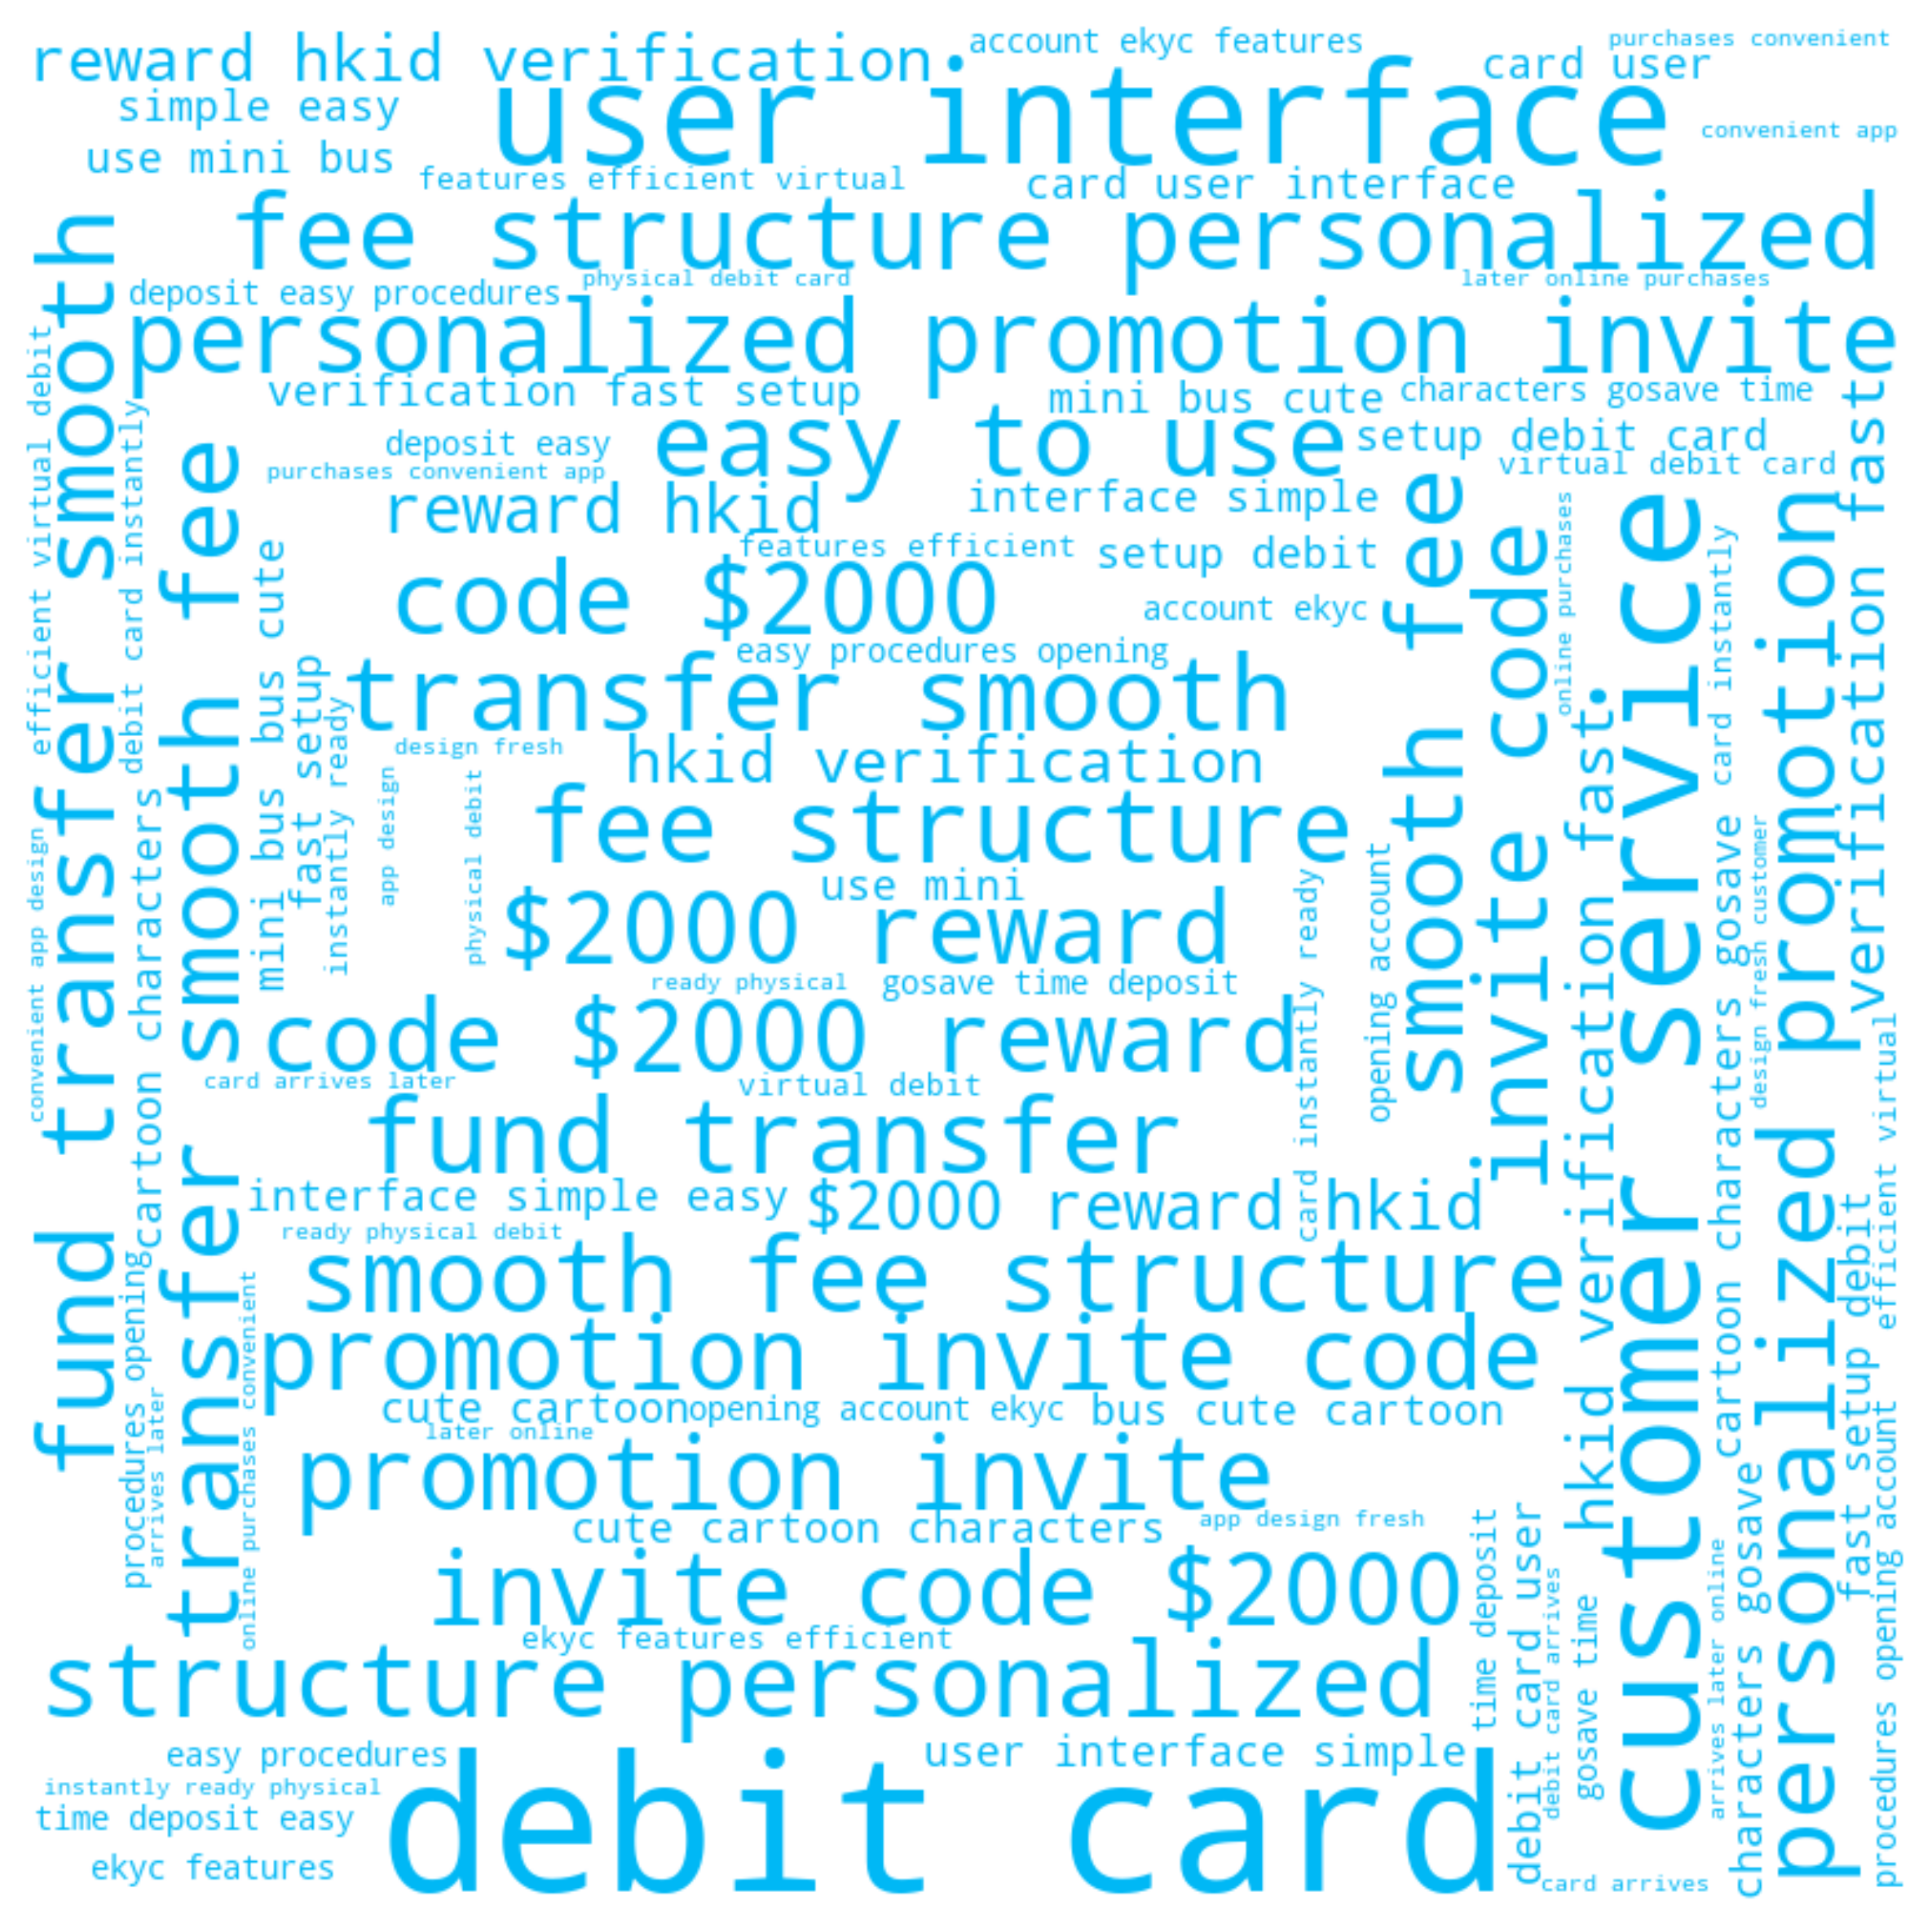 reward hkid verification
account ekyc features
purchases convenient
card user
simple easy
user interface
convenient app
use mini bus
features efficient virtual
card user interface
fee structure personalized
deposit easy procedures
physical debit card
later online purchases
personalized promotion invite
verification fast setup
mini bus cute
characters gosave time
deposit easy
easy to use
setup debit card
purchases convenient app
virtual debit card
reward hkid
interface simple
features efficient
setup debit
code $2000
account ekyc
easy procedures opening
transfer smooth
design fresh
hkid verification
fee structure
use mini
$2000 reward
ready physical
gosave time deposit
code $2000 reward
card arrives later
virtual debit
fund transfer
interface simple easy
$2000 reward hkid
ready physical debit
smooth fee structure
promotion invite code
cute cartoon
opening account ekyc
bus cute cartoon
later online
promotion invite
cute cartoon characters
app design fresh
invite code $2000
ekyc features efficient
structure personalized
easy procedures
user interface simple
instantly ready physical
time deposit easy
debit card
ekyc features
card arrives
efficient virtual debit
convenient app design
fund transfer smooth
debit card instantly
cartoon characters
procedures opening
arrives later
transfer smooth fee
online purchases convenient
mini bus
bus cute
fast setup
instantly ready
app design
physical debit
card instantly ready
opening account
smooth fee
invite code
time deposit
debit card user
online purchases
debit card arrives
hkid verification fast
gosave time
customer service
card instantly
cartoon characters gosave
arrives later online
design fresh customer
characters gosave
personalized promotion
verification fast
fast setup debit
efficient virtual
procedures opening account